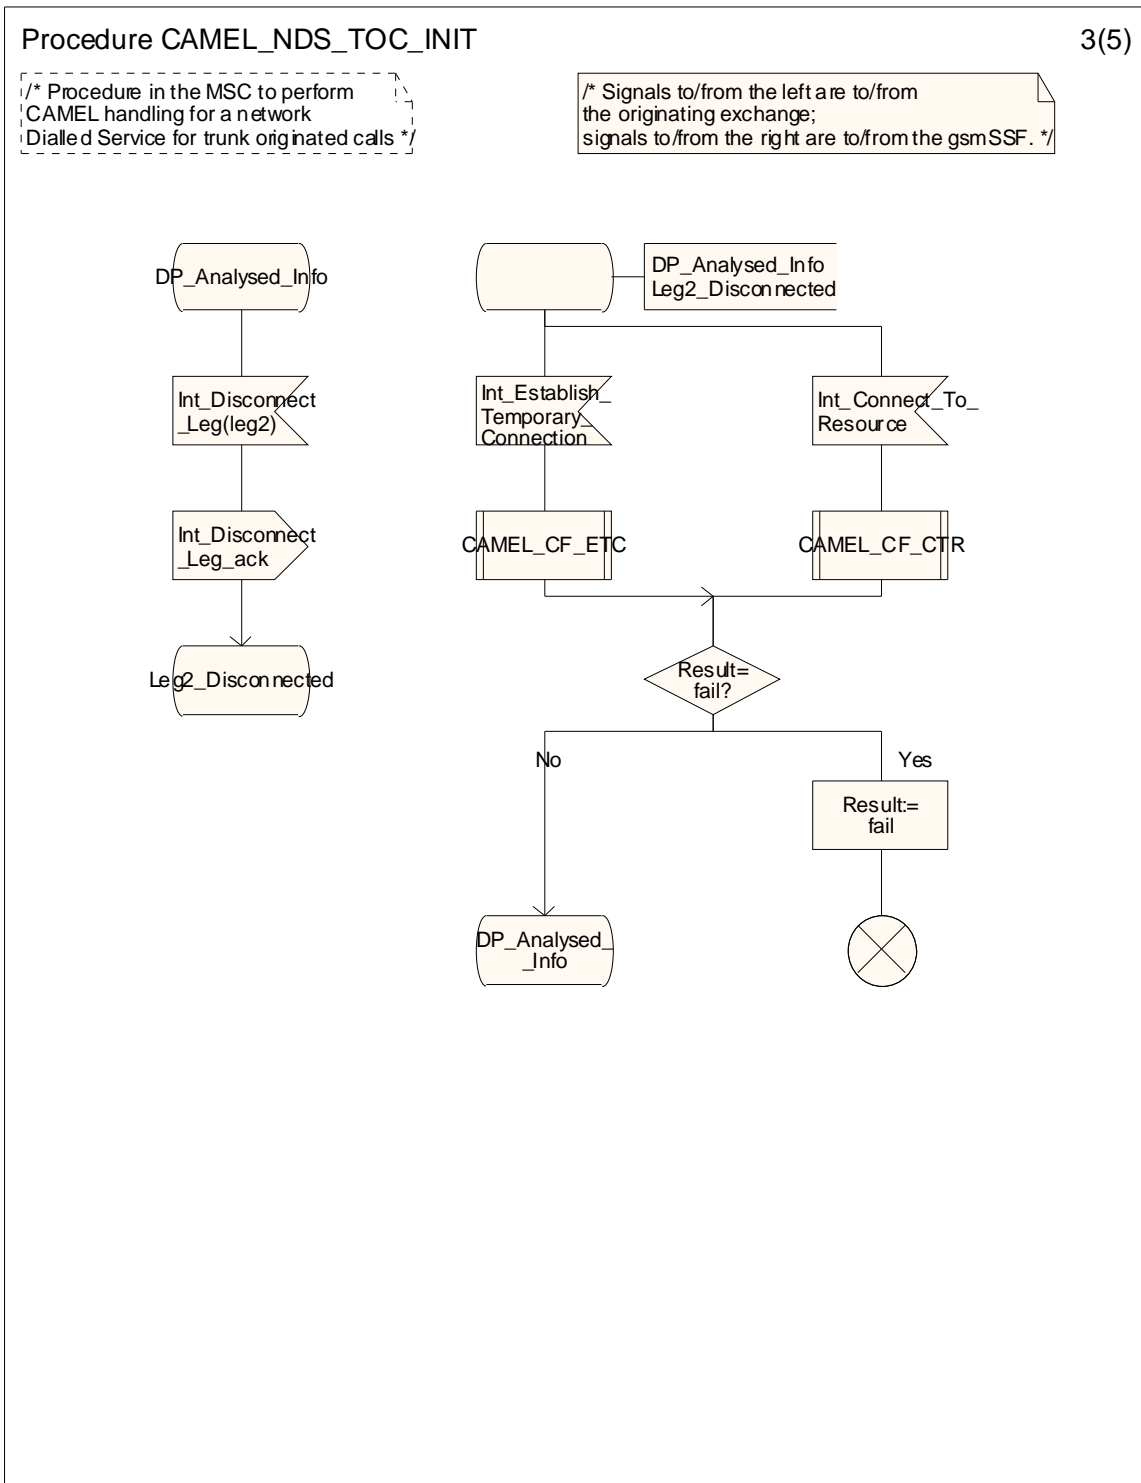 Procedure CAMEL_NDS_TOC_INIT
3(5)
/* Procedure in the MSC to perform
CAMEL handling for a network
Dialled Service for trunk originated calls */
/* Signals to/from the left are to/from
the originating exchange;
signals to/from the right are to/from the gsmSSF. */
DP_Analysed_Info
DP_Analysed_Info
Leg2_Disconnected
Int_Disconnect
_Leg(leg2)
Int_Establish_
Temporary_
Connection
Int_Connect_To_
Resource
Int_Disconnect
_Leg_ack
CAMEL_CF_ETC
CAMEL_CF_CTR
Leg2_Disconnected
Result=
fail?
No
Yes
Result:=
fail
DP_Analysed_
_Info